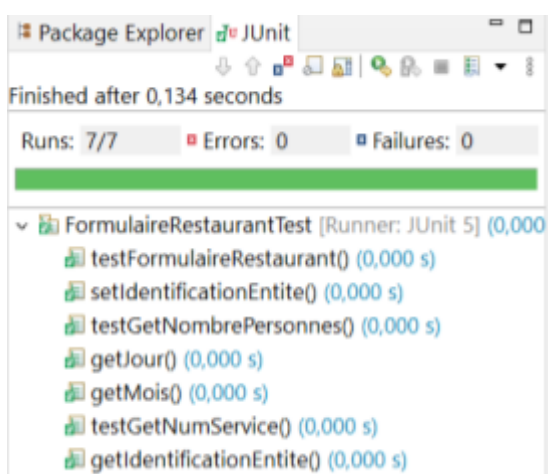 Package Explorer JUnit
Finished after 0,134 seconds
Runs: 7/7 Errors: 0 Failures: 0
FormulaireRestaurantTest [Runner: JUnit 5] (0,000
testFormulaireRestaurant() (0,000 s)
setIdentificationEntite() (0,000 s)
testGetNombrePersonnes() (0,000 s)
getJour() (0,000 s)
getMois() (0,000 s)
testGetNumService() (0,000 s)
getIdentificationEntite() (0,000 s)